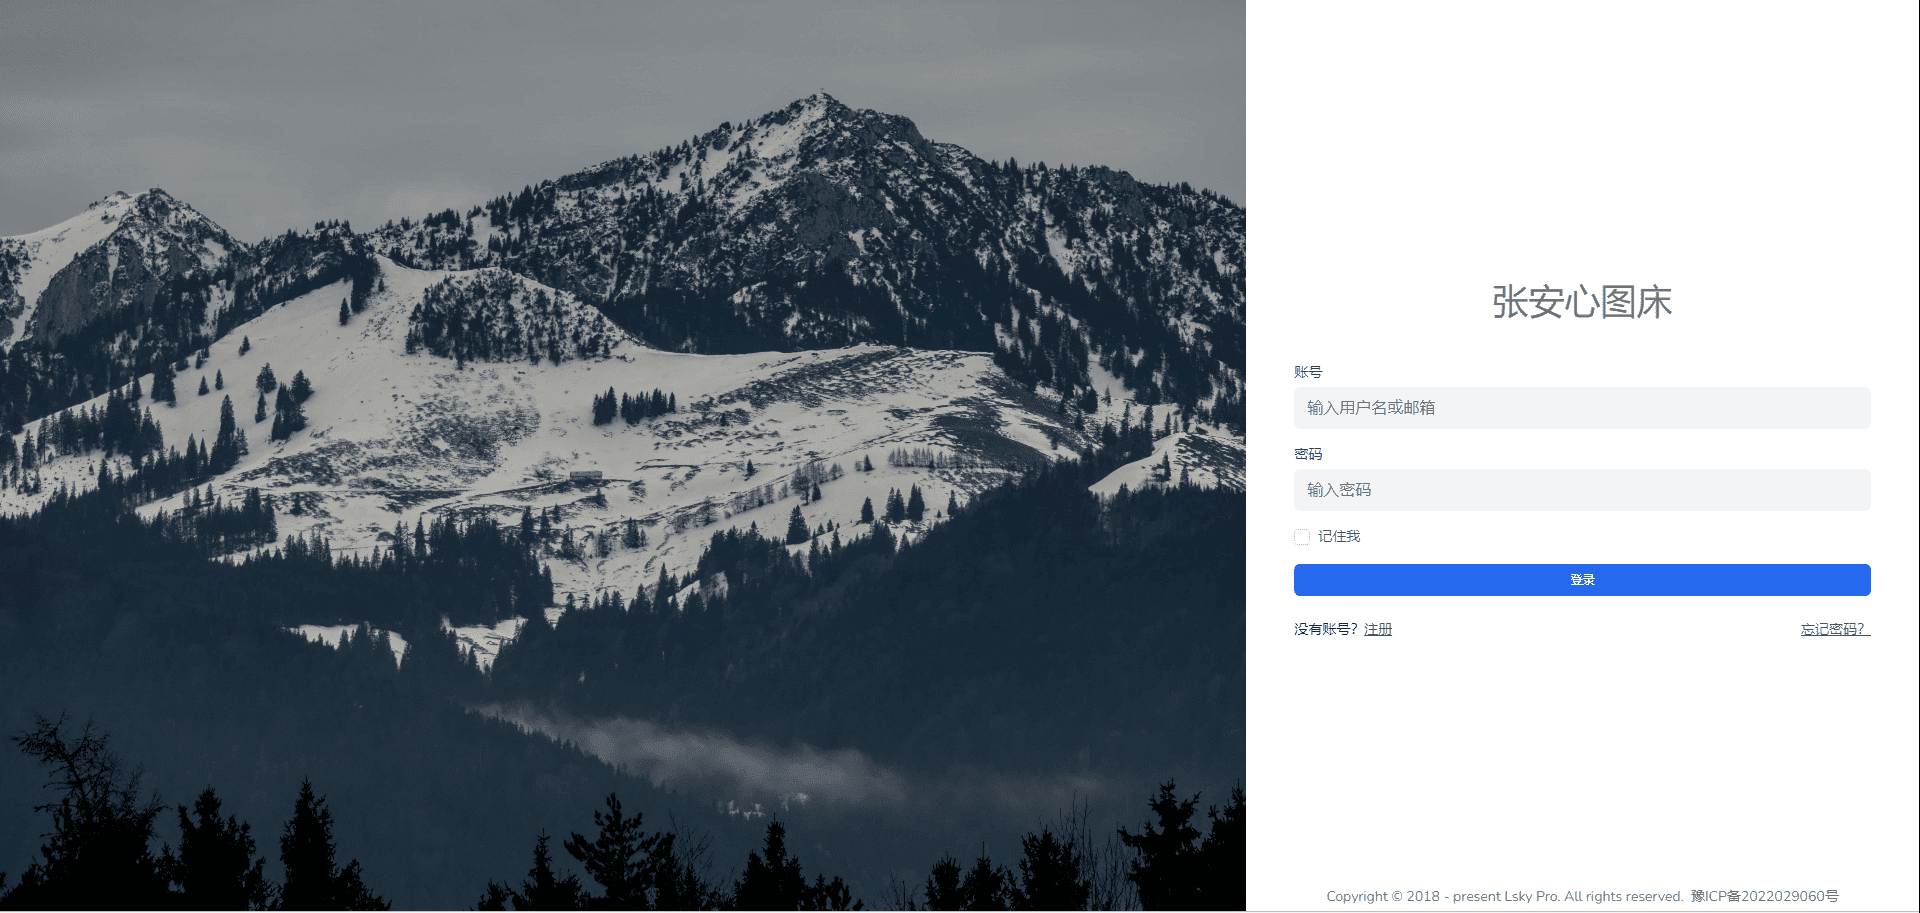 张安心图床
账号
输入用户名或邮箱
密码
输入密码
记住我
登录
没有账号？ 注册 忘记密码？
Copyright © 2018 - present Lsky Pro. All rights reserved. 豫ICP备2022029060号